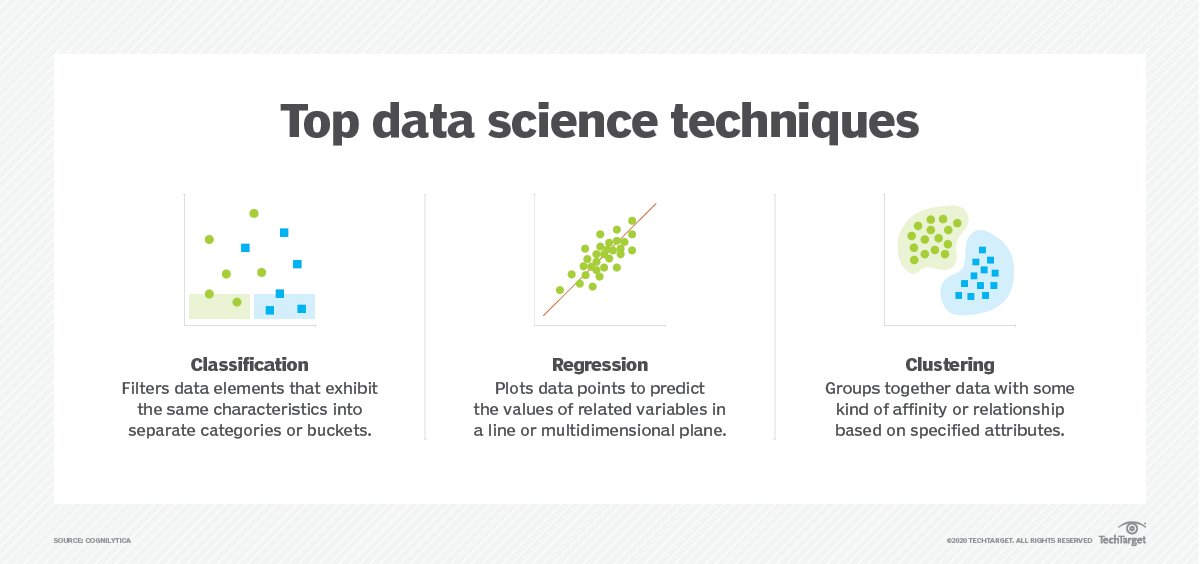 Top data science techniques
Classification
Filters data elements that exhibit
the same characteristics into
separate categories or buckets.
Regression
Plots data points to predict
the values of related variables in
a line or multidimensional plane.
Clustering
Groups together data with some
kind of affinity or relationship
based on specified attributes.
SOURCE: COGNILYTICA
©2020 TECHTARGET. ALL RIGHTS RESERVED TechTarget